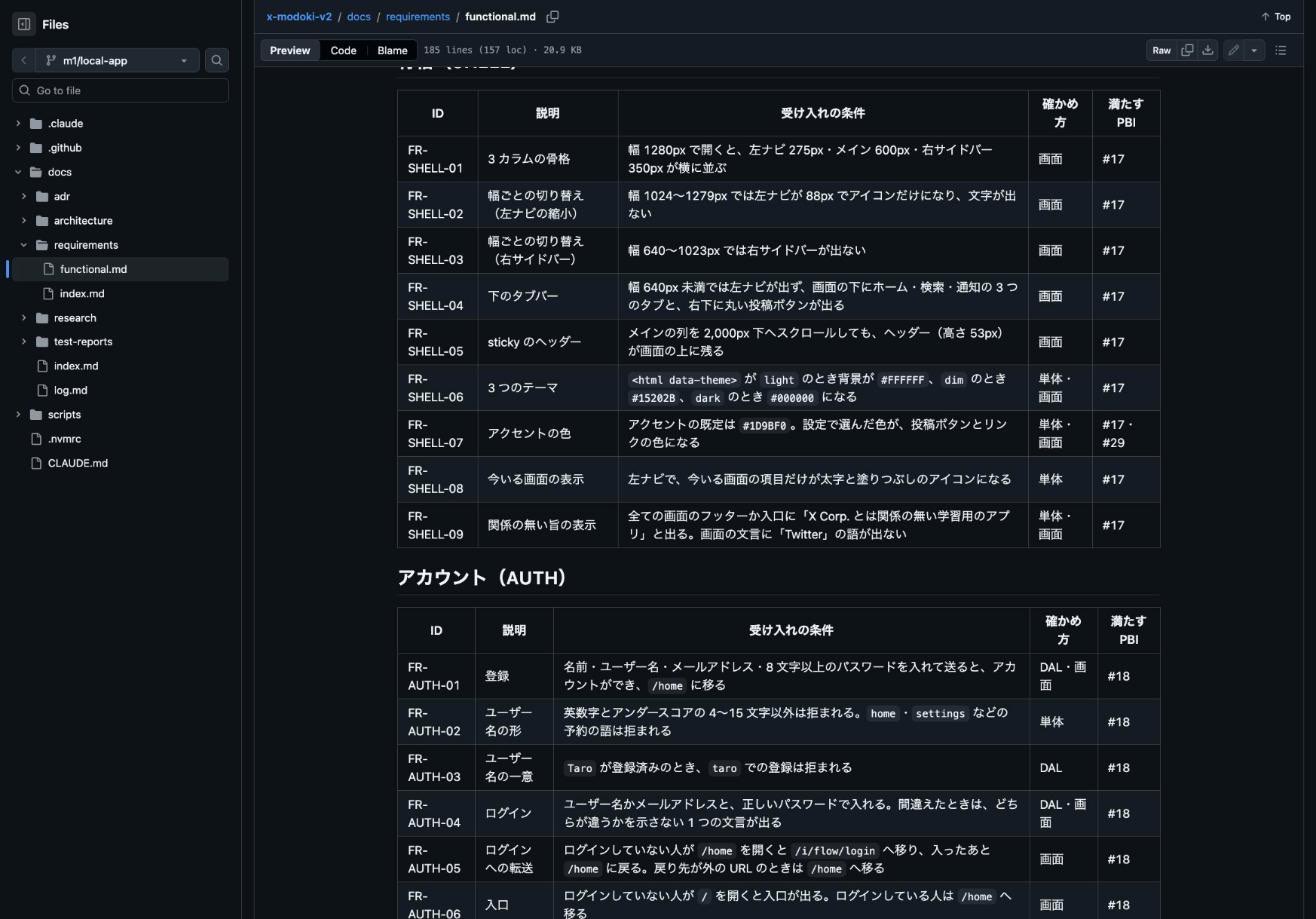 Files
x-modoki-v2 / docs / requirements / functional.md
Top
Preview Code Blame 185 lines (157 loc) · 20.9 KB
Raw
m1/local-app
Go to file
.claude
.github
docs
adr
architecture
requirements
functional.md
index.md
research
test-reports
index.md
log.md
scripts
.nvmrc
CLAUDE.md
ID 説明 受け入れの条件 確かめ方 満たす PBI
FR-SHELL-01 3 カラムの骨格 幅 1280px で開くと、左ナビ 275px・メイン 600px・右サイドバー 350px が横に並ぶ 画面 #17
FR-SHELL-02 幅ごとの切り替え（左ナビの縮小） 幅 1024〜1279px では左ナビが 88px でアイコンだけになり、文字が出ない 画面 #17
FR-SHELL-03 幅ごとの切り替え（右サイドバー） 幅 640〜1023px では右サイドバーが出ない 画面 #17
FR-SHELL-04 下のタブバー 幅 640px 未満では左ナビが出ず、画面の下にホーム・検索・通知の 3 つのタブと、右下に丸い投稿ボタンが出る 画面 #17
FR-SHELL-05 sticky のヘッダー メインの列を 2,000px 下へスクロールしても、ヘッダー（高さ 53px）が画面の上に残る 画面 #17
FR-SHELL-06 3 つのテーマ <html data-theme> が light のとき背景が #FFFFFF 、 dim のとき #15202B 、 dark のとき #000000 になる 単体・画面 #17
FR-SHELL-07 アクセントの色 アクセントの既定は #1D9BF0 。設定で選んだ色が、投稿ボタンとリンクの色になる 単体・画面 #17・#29
FR-SHELL-08 今いる画面の表示 左ナビで、今いる画面の項目だけが太字と塗りつぶしのアイコンになる 単体 #17
FR-SHELL-09 関係の無い旨の表示 全ての画面のフッターか入口に「X Corp. とは関係の無い学習用のアプリ」と出る。画面の文言に「Twitter」の語が出ない 単体・画面 #17
アカウント（AUTH）
ID 説明 受け入れの条件 確かめ方 満たす PBI
FR-AUTH-01 登録 名前・ユーザー名・メールアドレス・8 文字以上のパスワードを入れて送ると、アカウントができ、 /home に移る DAL・画面 #18
FR-AUTH-02 ユーザー名の形 英数字とアンダースコアの 4〜15 文字以外は拒まれる。 home ・ settings などの予約の語は拒まれる 単体 #18
FR-AUTH-03 ユーザー名の一意 Taro が登録済みのとき、 taro での登録は拒まれる DAL #18
FR-AUTH-04 ログイン ユーザー名かメールアドレスと、正しいパスワードで入れる。間違えたときは、どちらが違うかを示さない 1 つの文言が出る DAL・画面 #18
FR-AUTH-05 ログインへの転送 ログインしていない人が /home を開くと /i/flow/login へ移り、入ったあと /home に戻る。戻り先が外の URL のときは /home へ移る 画面 #18
FR-AUTH-06 入口 ログインしていない人が / を開くと入口が出る。ログインしている人は /home へ移る 画面 #18